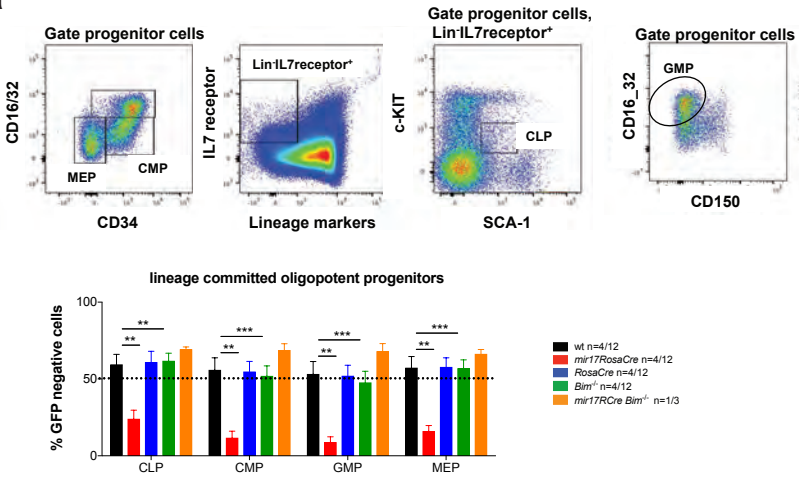 Gate progenitor cells,
Lin-IL7receptor+
Gate progenitor cells
Gate progenitor cells
CD16/32
MEP
CMP
CD34
IL7 receptor
Lin-IL7receptor+
Lineage markers
c-KIT
CLP
SCA-1
CD16_32
GMP
CD150
lineage committed oligopotent progenitors
% GFP negative cells
100
50
0
** **
** ***
** ***
** ***
CLP CMP GMP MEP
wt n=4/12
mir17RosaCre n=4/12
RosaCre n=4/12
Bim-/- n=4/12
mir17RCre Bim-/- n=1/3